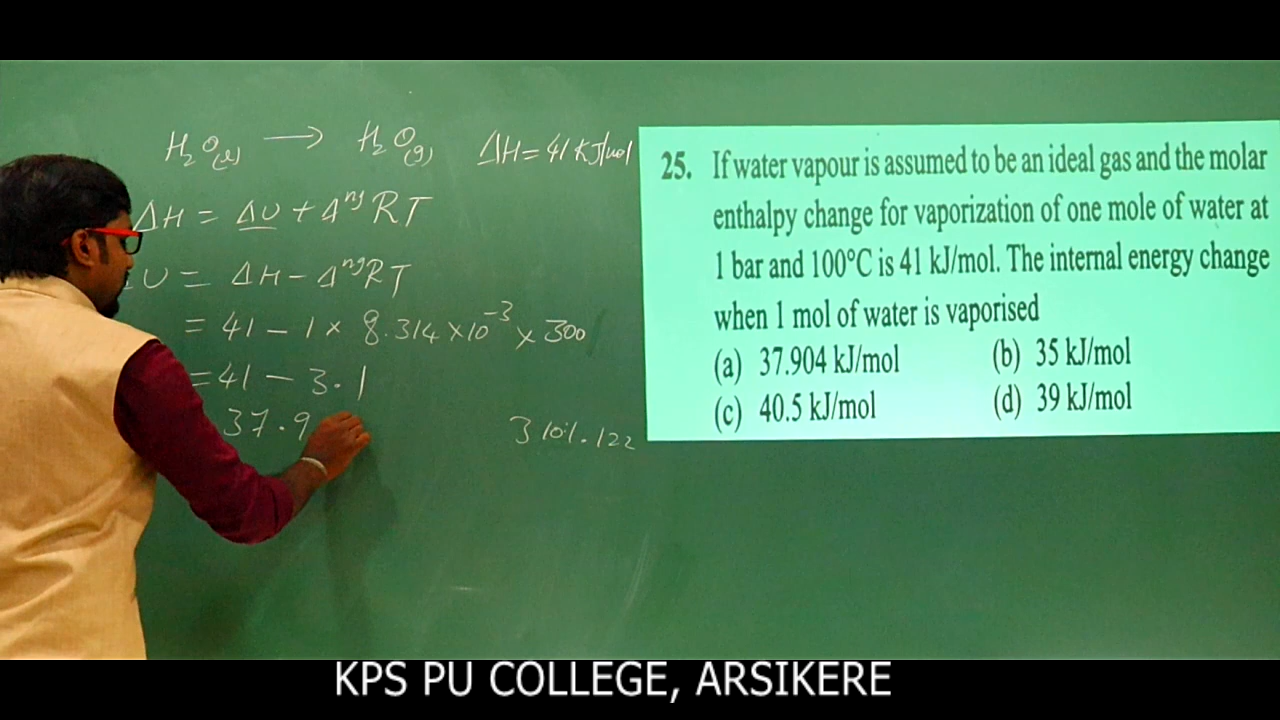 H₂O(l) ⟶ H₂O(g) ΔH = 41 KJ/mol
ΔH = ΔU + Δ^ng RT
U = ΔH − Δ^ng RT
= 41 − 1 × 8.314 × 10⁻³ × 300
= 41 − 3.1
37.9
25. If water vapour is assumed to be an ideal gas and the molar
enthalpy change for vaporization of one mole of water at
1 bar and 100°C is 41 kJ/mol. The internal energy change
when 1 mol of water is vaporised
(a) 37.904 kJ/mol (b) 35 kJ/mol
(c) 40.5 kJ/mol (d) 39 kJ/mol
KPS PU COLLEGE, ARSIKERE